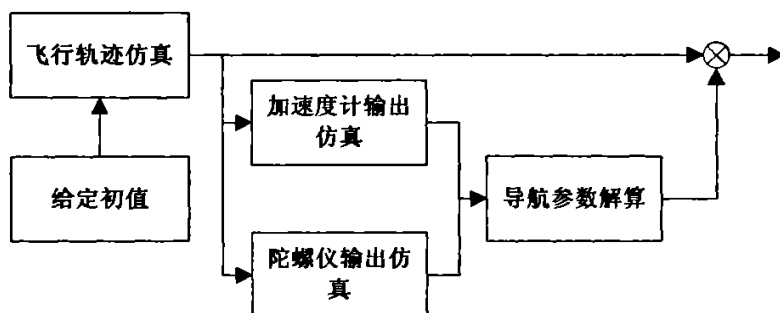 飞行轨迹仿真
加速度计输出
仿真
给定初值
导航参数解算
陀螺仪输出仿
真